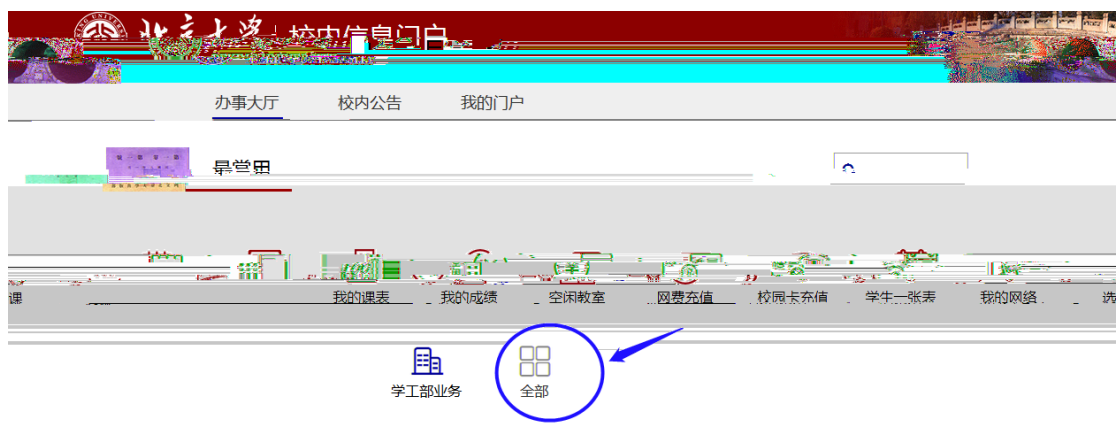 北京大学 校内信息门户
办事大厅 校内公告 我的门户
最常用
课 我的课表 我的成绩 空闲教室 网费充值 校园卡充值 学生一张表 我的网络 选
学工部业务 全部